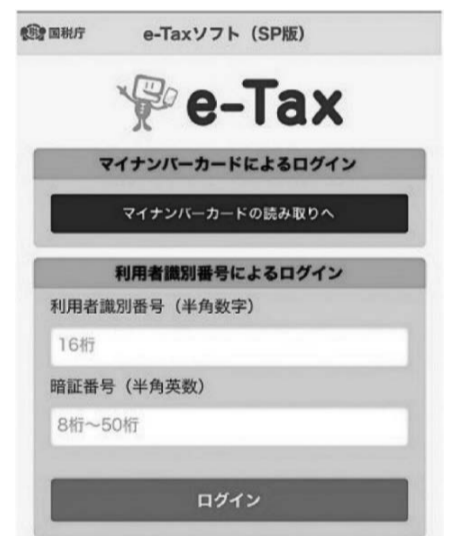 国税庁 e-Taxソフト（SP版）
e-Tax
マイナンバーカードによるログイン
マイナンバーカードの読み取りへ
利用者識別番号によるログイン
利用者識別番号（半角数字）
16桁
暗証番号（半角英数）
8桁～50桁
ログイン